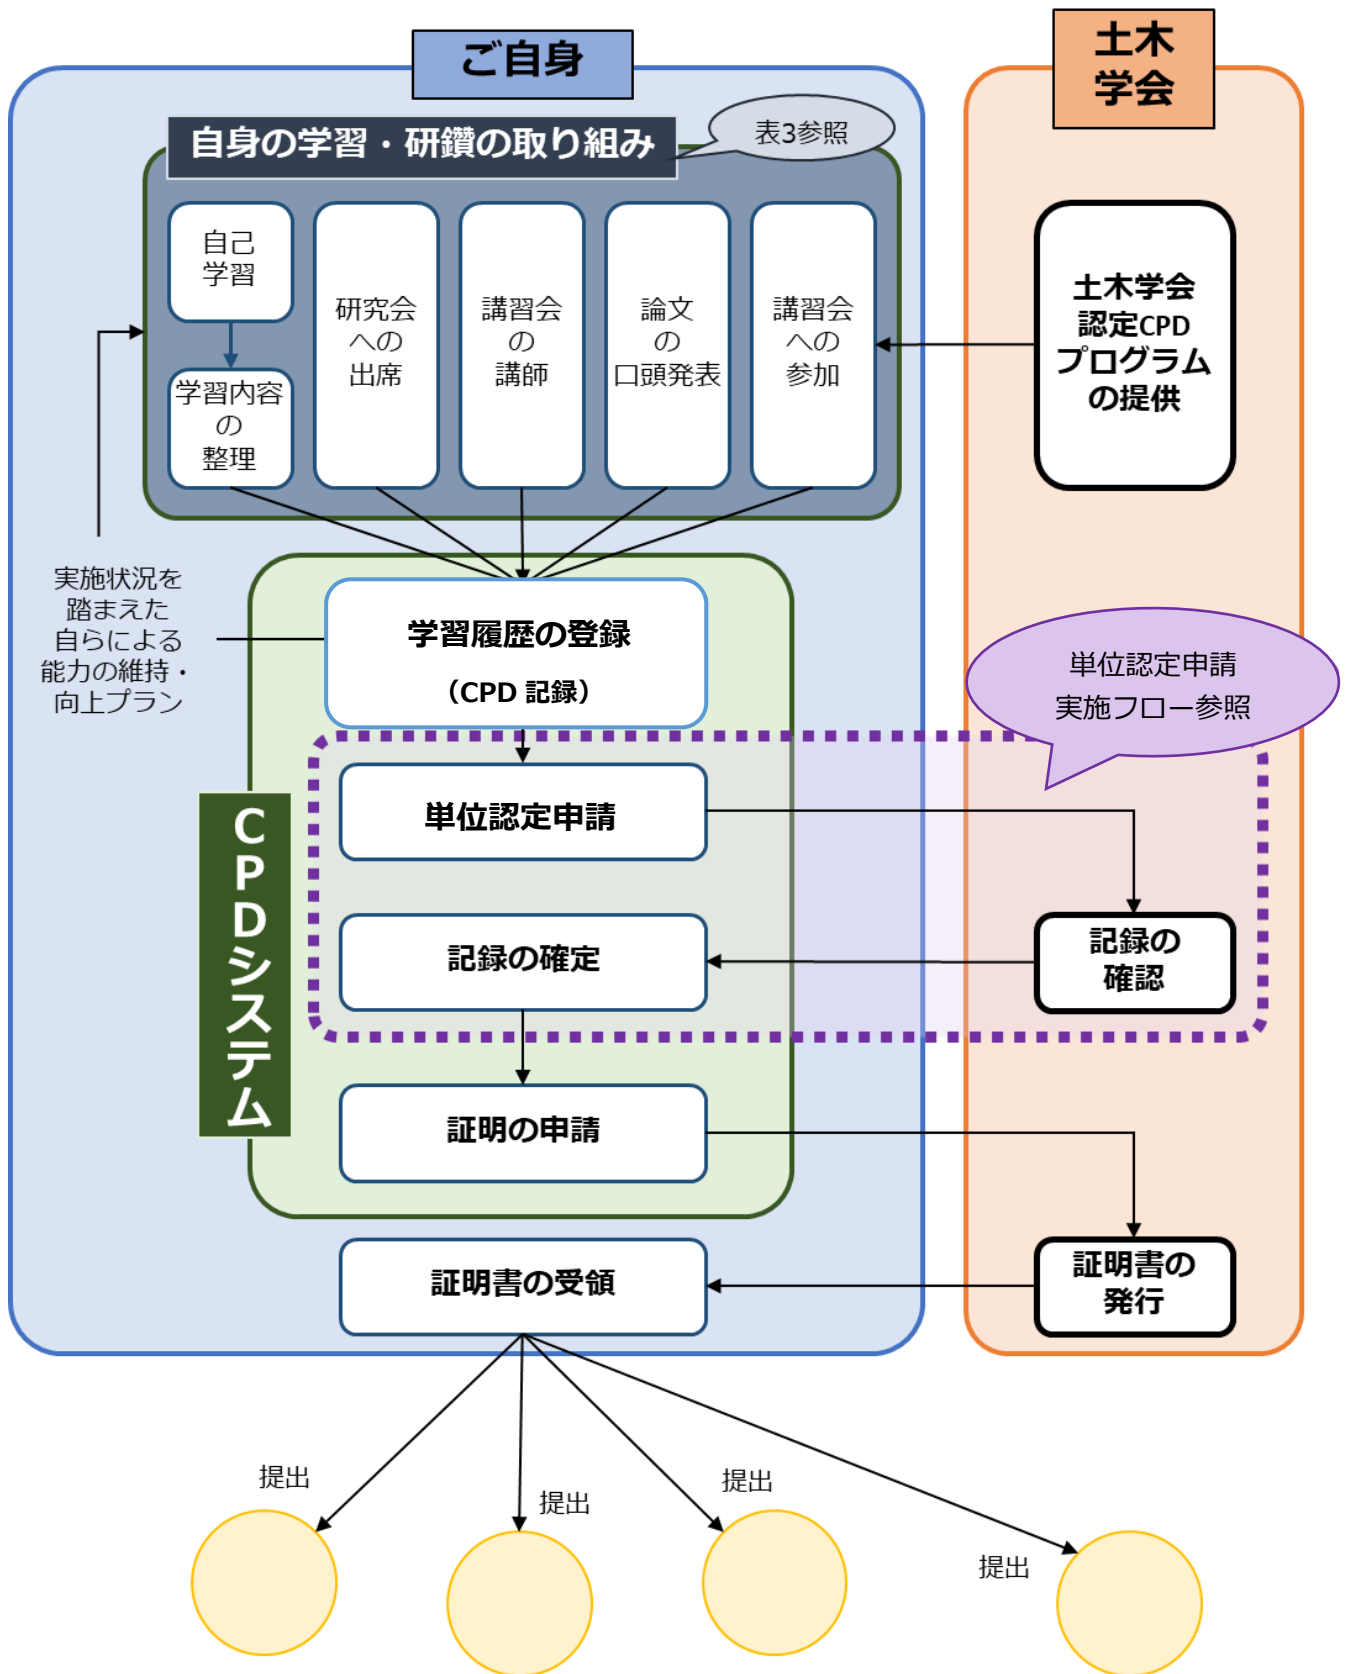 ご自身
土木
学会
自身の学習・研鑽の取り組み
表3参照
自己
学習
学習内容
の
整理
研究会
への
出席
講習会
の
講師
論文
の
口頭発表
講習会
への
参加
土木学会
認定CPD
プログラム
の提供
実施状況を
踏まえた
自らによる
能力の維持・
向上プラン
学習履歴の登録
（CPD 記録）
単位認定申請
実施フロー参照
CPDシステム
単位認定申請
記録の確定
記録の
確認
証明の申請
証明書の受領
証明書の
発行
提出
提出
提出
提出